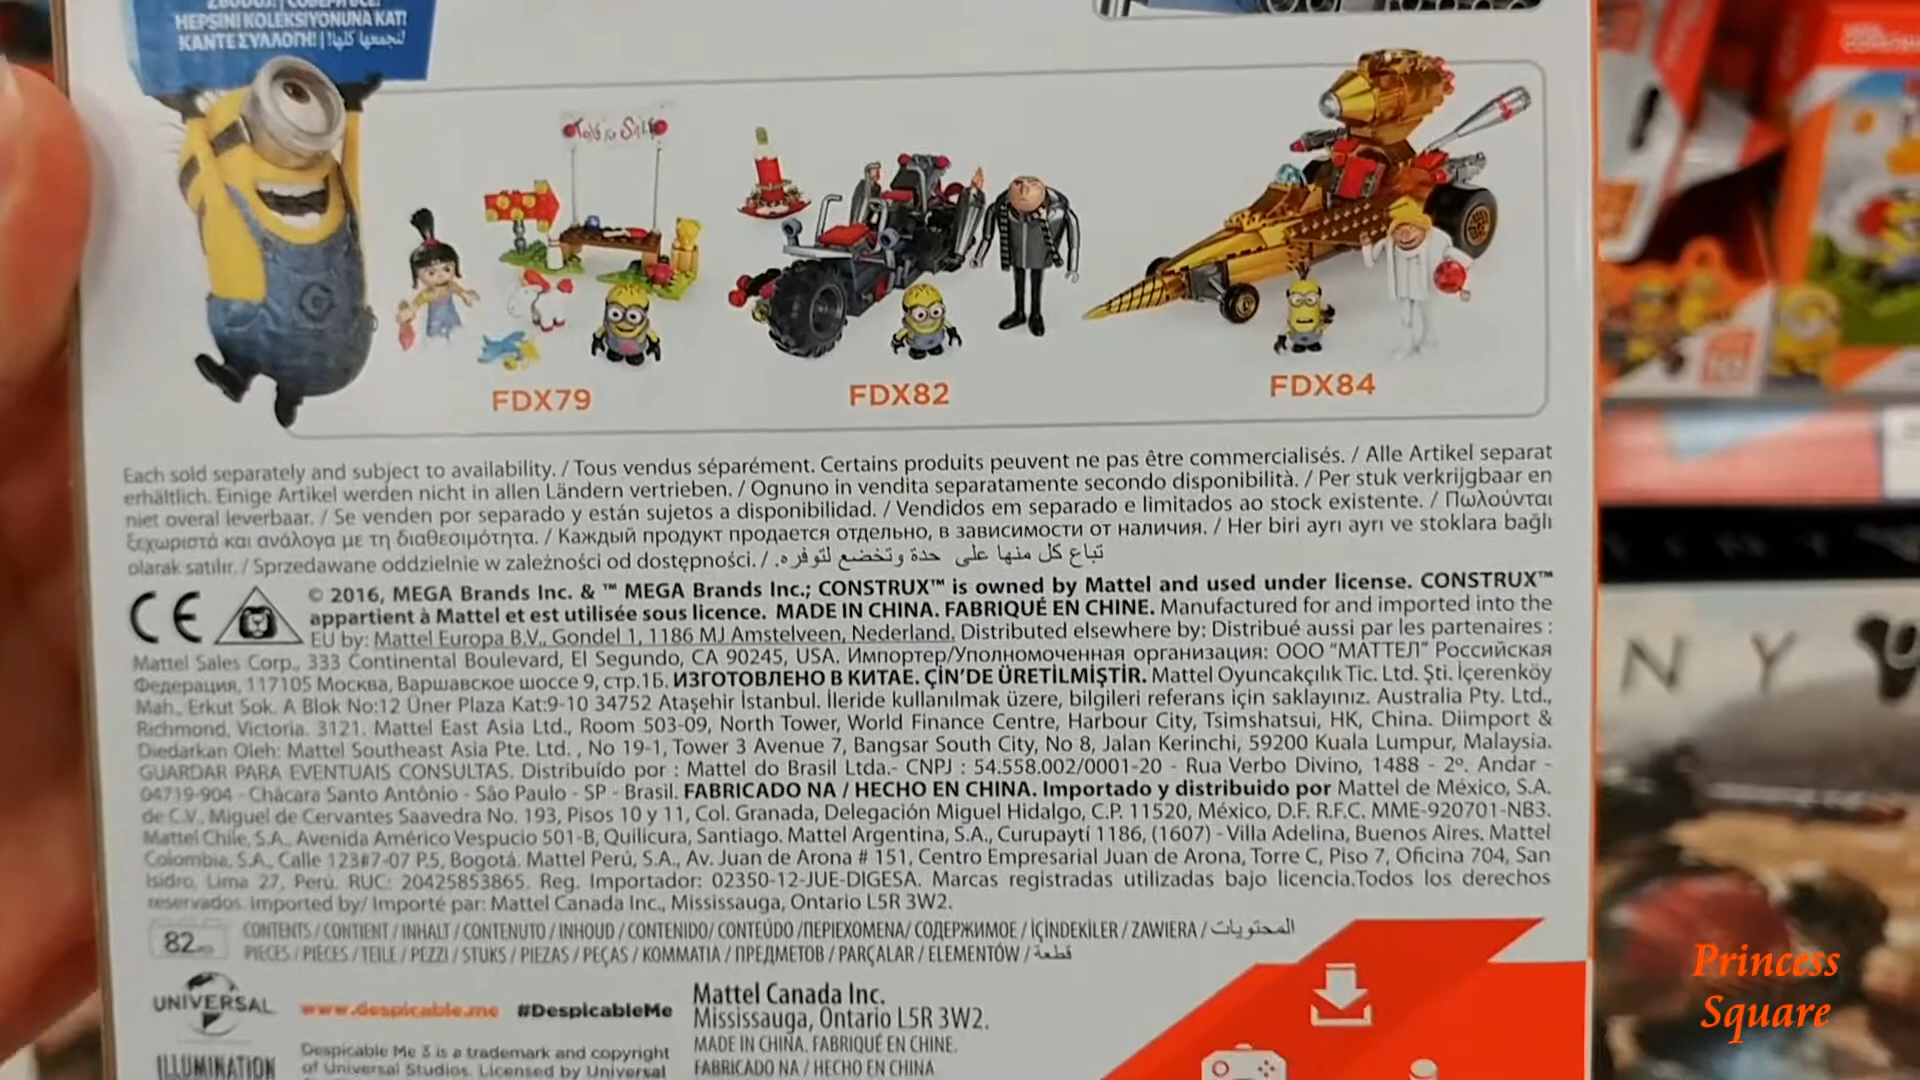 HEPSİNİ KOLEKSİYONUNA KAT!
ΚΑΝΤΕ ΣΥΛΛΟΓΗ! | !اجمعها كلها
Toys for Sale
FDX79
FDX82
FDX84
Each sold separately and subject to availability. / Tous vendus séparément. Certains produits peuvent ne pas être commercialisés. / Alle Artikel separat
erhältlich. Einige Artikel werden nicht in allen Ländern vertrieben. / Ognuno in vendita separatamente secondo disponibilità. / Per stuk verkrijgbaar en
niet overal leverbaar. / Se venden por separado y están sujetos a disponibilidad. / Vendidos em separado e limitados ao stock existente. / Πωλούνται
ξεχωριστά και ανάλογα με τη διαθεσιμότητα. / Каждый продукт продается отдельно, в зависимости от наличия. / Her biri ayrı ayrı ve stoklara bağlı
olarak satılır. / Sprzedawane oddzielnie w zależności od dostępności. / .تباع كل منها على حدة وتخضع لتوفره
CE © 2016, MEGA Brands Inc. & ™ MEGA Brands Inc.; CONSTRUX™ is owned by Mattel and used under license. CONSTRUX™
appartient à Mattel et est utilisée sous licence. MADE IN CHINA. FABRIQUÉ EN CHINE. Manufactured for and imported into the
EU by: Mattel Europa B.V., Gondel 1, 1186 MJ Amstelveen, Nederland. Distributed elsewhere by: Distribué aussi par les partenaires :
Mattel Sales Corp., 333 Continental Boulevard, El Segundo, CA 90245, USA. Импортер/Уполномоченная организация: ООО "МАТТЕЛ" Российская
Федерация, 117105 Москва, Варшавское шоссе 9, стр.1Б. ИЗГОТОВЛЕНО В КИТАЕ. ÇİN'DE ÜRETİLMİŞTİR. Mattel Oyuncakçılık Tic. Ltd. Şti. İçerenköy
Mah., Erkut Sok. A Blok No:12 Üner Plaza Kat:9-10 34752 Ataşehir İstanbul. İleride kullanılmak üzere, bilgileri referans için saklayınız. Australia Pty. Ltd.,
Richmond, Victoria. 3121. Mattel East Asia Ltd., Room 503-09, North Tower, World Finance Centre, Harbour City, Tsimshatsui, HK, China. Diimport &
Diedarkan Oleh: Mattel Southeast Asia Pte. Ltd. , No 19-1, Tower 3 Avenue 7, Bangsar South City, No 8, Jalan Kerinchi, 59200 Kuala Lumpur, Malaysia.
GUARDAR PARA EVENTUAIS CONSULTAS. Distribuído por : Mattel do Brasil Ltda.- CNPJ : 54.558.002/0001-20 - Rua Verbo Divino, 1488 - 2º. Andar -
04719-904 - Chácara Santo Antônio - São Paulo - SP - Brasil. FABRICADO NA / HECHO EN CHINA. Importado y distribuido por Mattel de México, S.A.
de C.V., Miguel de Cervantes Saavedra No. 193, Pisos 10 y 11, Col. Granada, Delegación Miguel Hidalgo, C.P. 11520, México, D.F. R.F.C. MME-920701-NB3.
Mattel Chile, S.A., Avenida Américo Vespucio 501-B, Quilicura, Santiago. Mattel Argentina, S.A., Curupaytí 1186, (1607) - Villa Adelina, Buenos Aires. Mattel
Colombia, S.A., Calle 123#7-07 P.5, Bogotá. Mattel Perú, S.A., Av. Juan de Arona # 151, Centro Empresarial Juan de Arona, Torre C, Piso 7, Oficina 704, San
Isidro, Lima 27, Perú. RUC: 20425853865. Reg. Importador: 02350-12-JUE-DIGESA. Marcas registradas utilizadas bajo licencia.Todos los derechos
reservados. Imported by/ Importé par: Mattel Canada Inc., Mississauga, Ontario L5R 3W2.
82
CONTENTS / CONTIENT / INHALT / CONTENUTO / INHOUD / CONTENIDO/ CONTEÚDO /ΠΕΡΙΕΧΟΜΕΝΑ/ СОДЕРЖИМОЕ / İÇİNDEKİLER / ZAWIERA / المحتويات
PIECES / PIÈCES / TEILE / PEZZI / STUKS / PIEZAS / PEÇAS / ΚΟΜΜΑΤΙΑ / ПРЕДМЕТОВ / PARÇALAR / ELEMENTÓW / قطعة
UNIVERSAL
www.despicable.me #DespicableMe
Mattel Canada Inc.
Mississauga, Ontario L5R 3W2.
MADE IN CHINA. FABRIQUÉ EN CHINE.
FABRICADO NA / HECHO EN CHINA
ILLUMINATION
Despicable Me 3 is a trademark and copyright
of Universal Studios. Licensed by Universal
N Y
Princess
Square